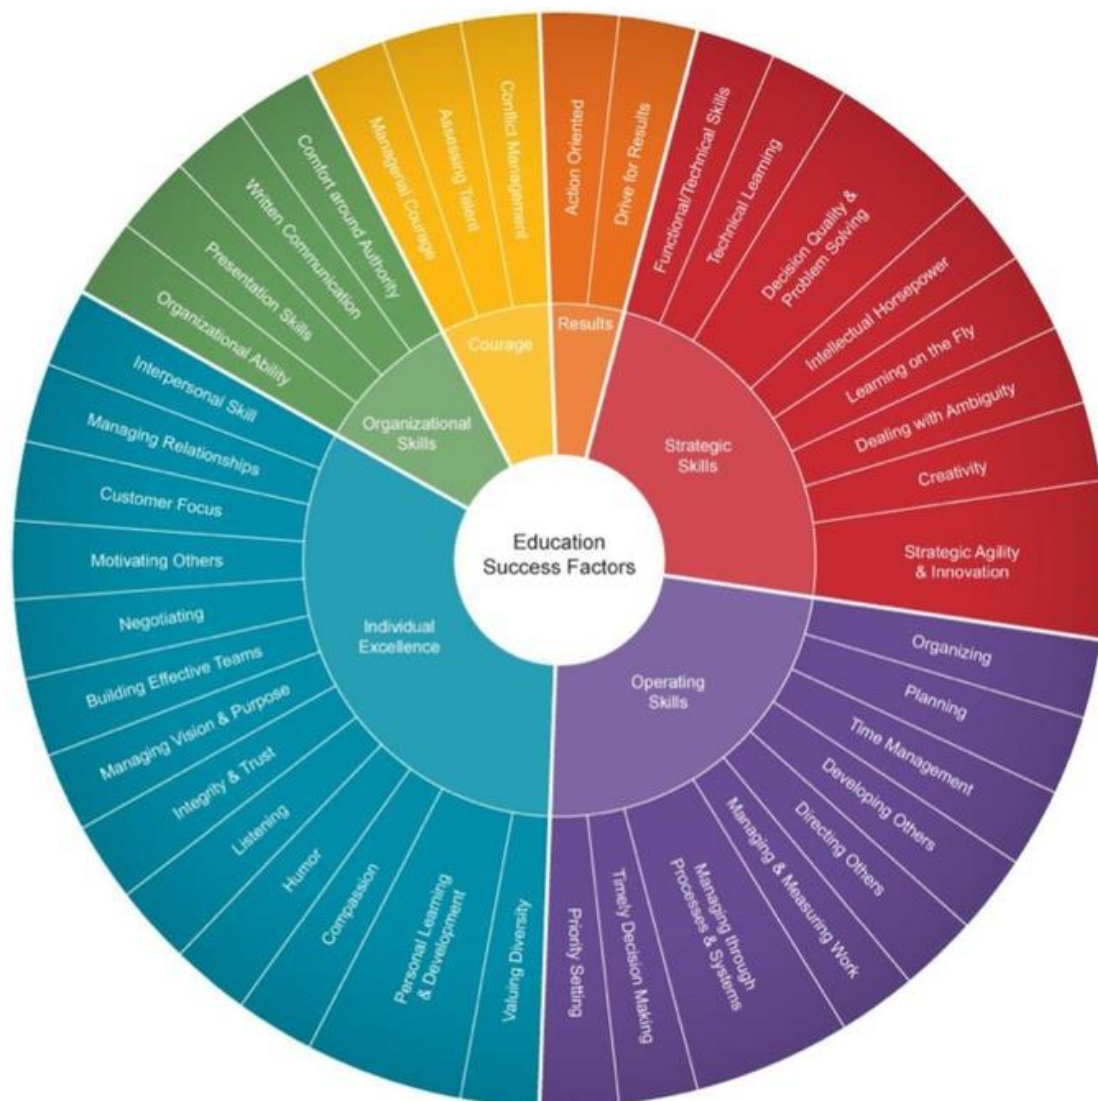 Education
Success Factors
Results
Action Oriented
Drive for Results
Strategic
Skills
Functional/Technical Skills
Technical Learning
Decision Quality &
Problem Solving
Intellectual Horsepower
Learning on the Fly
Dealing with Ambiguity
Creativity
Strategic Agility
& Innovation
Operating
Skills
Organizing
Planning
Time Management
Developing Others
Directing Others
Managing & Measuring Work
Managing through
Processes & Systems
Timely Decision Making
Priority Setting
Individual
Excellence
Valuing Diversity
Personal Learning
& Development
Compassion
Humor
Listening
Integrity & Trust
Managing Vision & Purpose
Building Effective Teams
Negotiating
Motivating Others
Customer Focus
Managing Relationships
Interpersonal Skill
Organizational
Skills
Organizational Ability
Presentation Skills
Written Communication
Comfort around Authority
Courage
Managerial Courage
Assessing Talent
Conflict Management